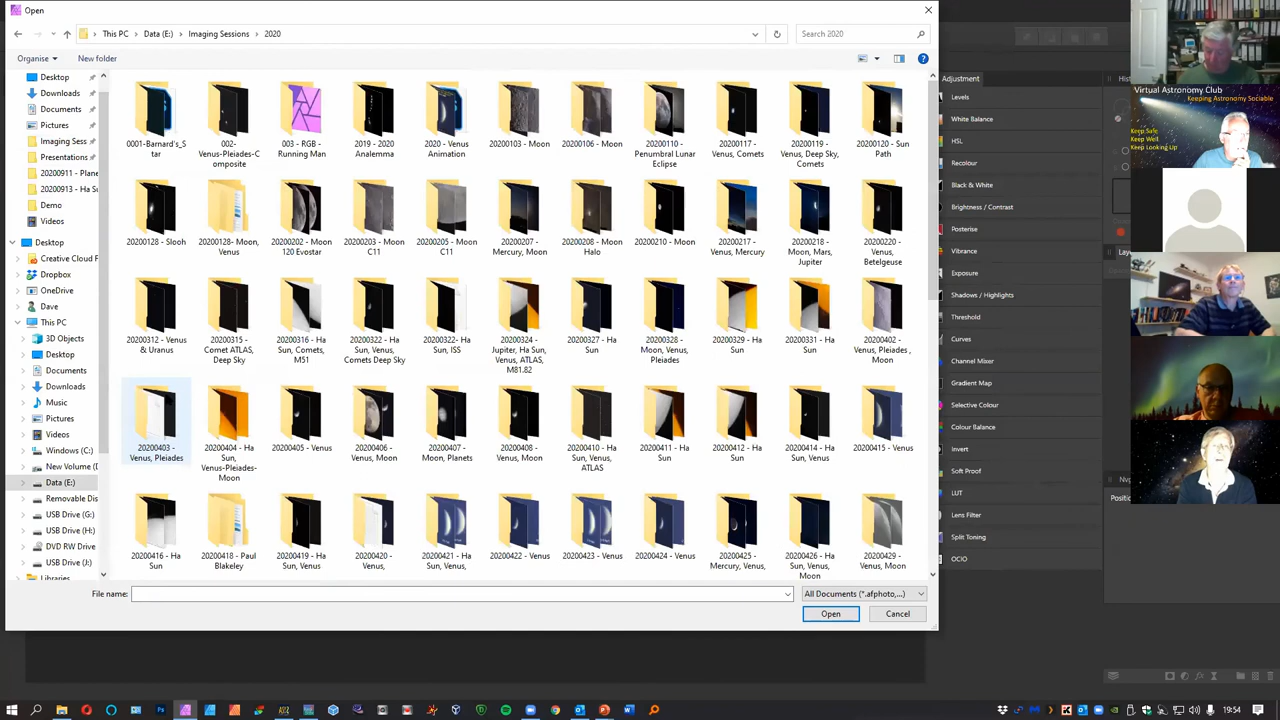 Open
This PC > Data (E:) > Imaging Sessions > 2020
Search 2020
Organise
New folder
Desktop
Downloads
Documents
Pictures
Imaging Sess
Presentations
20200911 - Plane
20200913 - Ha Su
Demo
Videos
Desktop
Creative Cloud F
Dropbox
OneDrive
Dave
This PC
3D Objects
Desktop
Documents
Downloads
Music
Pictures
Videos
Windows (C:)
New Volume (D
Data (E:)
Removable Dis
USB Drive (G:)
USB Drive (H:)
DVD RW Drive
USB Drive (J:)
Libraries
0001-Barnard's_S
tar
002-
Venus-Pleiades-C
omposite
003 - RGB -
Running Man
2019 - 2020
Analemma
2020 - Venus
Animation
20200103 - Moon
20200106 - Moon
20200110 -
Penumbral Lunar
Eclipse
20200117 -
Venus, Comets
20200119 -
Venus, Deep Sky,
Comets
20200120 - Sun
Path
20200128 - Slooh
20200128- Moon,
Venus
20200202 - Moon
120 Evostar
20200203 - Moon
C11
20200205 - Moon
C11
20200207 -
Mercury, Moon
20200208 - Moon
Halo
20200210 - Moon
20200217 -
Venus, Mercury
20200218 -
Moon, Mars,
Jupiter
20200220 -
Venus,
Betelgeuse
20200312 - Venus
& Uranus
20200315 -
Comet ATLAS,
Deep Sky
20200316 - Ha
Sun, Comets,
M51
20200322 - Ha
Sun, Venus,
Comets Deep Sky
20200322- Ha
Sun, ISS
20200324 -
Jupiter, Ha Sun,
Venus, ATLAS,
M81.82
20200327 - Ha
Sun
20200328 -
Moon, Venus,
Pleiades
20200329 - Ha
Sun
20200331 - Ha
Sun
20200402 -
Venus, Pleiades ,
Moon
20200403 -
Venus, Pleiades
20200404 - Ha
Sun,
Venus-Pleiades-
Moon
20200405 - Venus
20200406 -
Venus, Moon
20200407 -
Moon, Planets
20200408 -
Venus, Moon
20200410 - Ha
Sun, Venus,
ATLAS
20200411 - Ha
Sun
20200412 - Ha
Sun
20200414 - Ha
Sun, Venus
20200415 - Venus
20200416 - Ha
Sun
20200418 - Paul
Blakeley
20200419 - Ha
Sun, Venus
20200420 -
Venus,
20200421 - Ha
Sun, Venus,
20200422 - Venus
20200423 - Venus
20200424 - Venus
20200425 -
Mercury, Venus,
20200426 - Ha
Sun, Venus,
Moon
20200429 -
Venus, Moon
File name:
All Documents (*.afphoto,...)
Open
Cancel
Adjustment
Levels
White Balance
HSL
Recolour
Black & White
Brightness / Contrast
Posterise
Vibrance
Exposure
Shadows / Highlights
Threshold
Curves
Channel Mixer
Gradient Map
Selective Colour
Colour Balance
Invert
Soft Proof
LUT
Lens Filter
Split Toning
OCIO
Hist
Lay
Positio
Virtual Astronomy Club
Keeping Astronomy Sociable
Keep Safe
Keep Well
Keep Looking Up
19:54